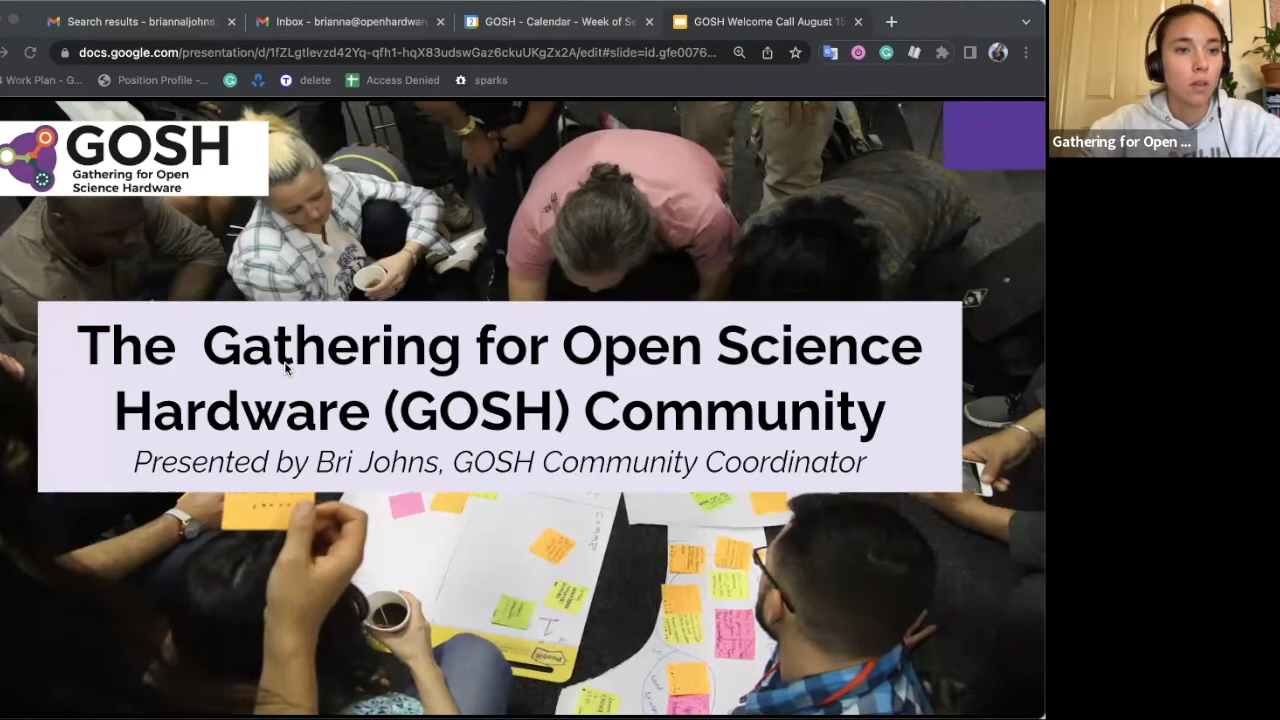 Search results - briannaljohns
Inbox - brianna@openhardwar
GOSH - Calendar - Week of Se
GOSH Welcome Call August 15
docs.google.com/presentation/d/1fZLgtlevzd42Yq-qfh1-hqX83udswGaz6dUuUKgZx2A/edit#slide=id.gfe0076...
Work Plan - G...
Position Profile -...
delete
Access Denied
sparks
GOSH
Gathering for Open
Science Hardware
Gathering for Open ...
The Gathering for Open Science
Hardware (GOSH) Community
Presented by Bri Johns, GOSH Community Coordinator